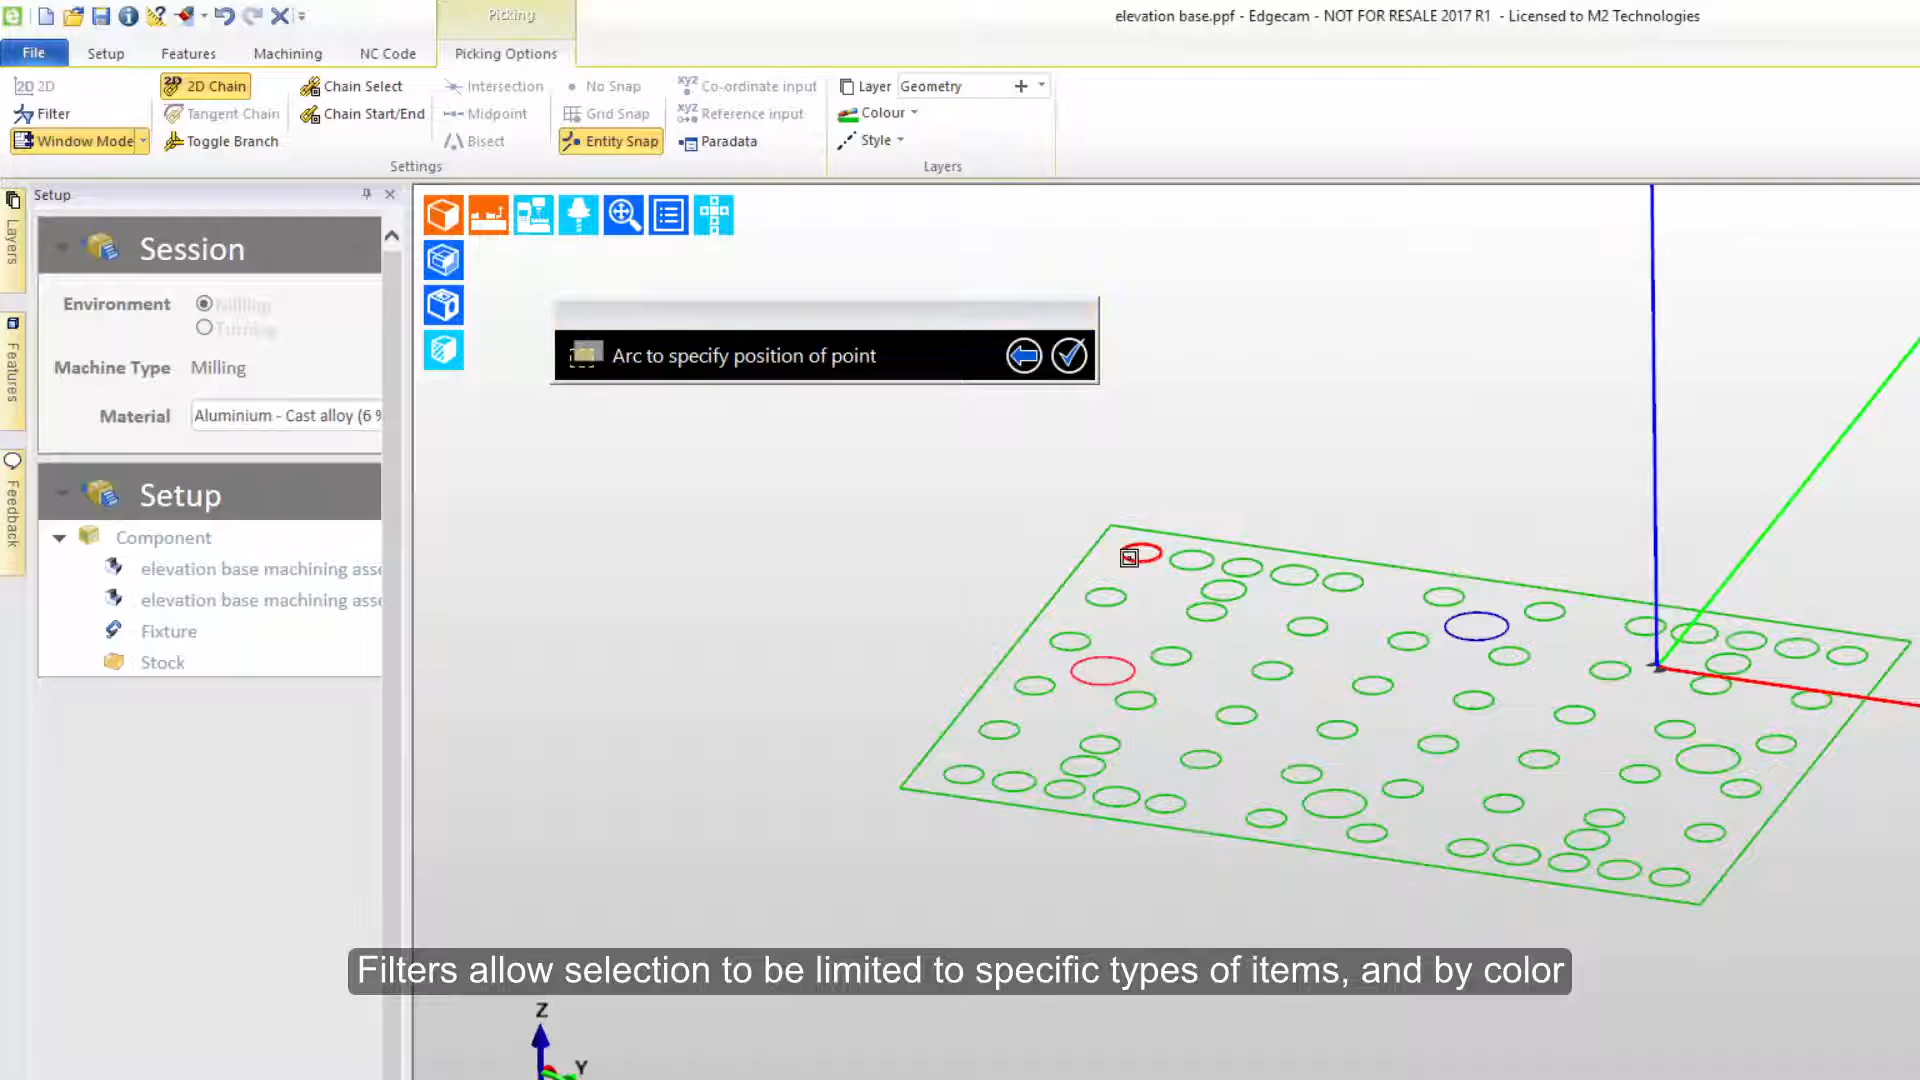 Picking
elevation base.ppf - Edgecam - NOT FOR RESALE 2017 R1 - Licensed to M2 Technologies
File
Setup
Features
Machining
NC Code
Picking Options
2D 2D
2D Chain
Chain Select
Intersection
No Snap
xyz Co-ordinate input
Layer
Geometry
Filter
Tangent Chain
Chain Start/End
Midpoint
Grid Snap
xyz Reference input
Colour
Window Mode
Toggle Branch
Bisect
Entity Snap
Paradata
Style
Settings
Layers
Setup
Layers
Features
Feedback
Session
Environment
Milling
Turning
Machine Type
Milling
Material
Aluminium - Cast alloy (6 %
Setup
Component
elevation base machining asse
elevation base machining asse
Fixture
Stock
Arc to specify position of point
Filters allow selection to be limited to specific types of items, and by color
Z
Y